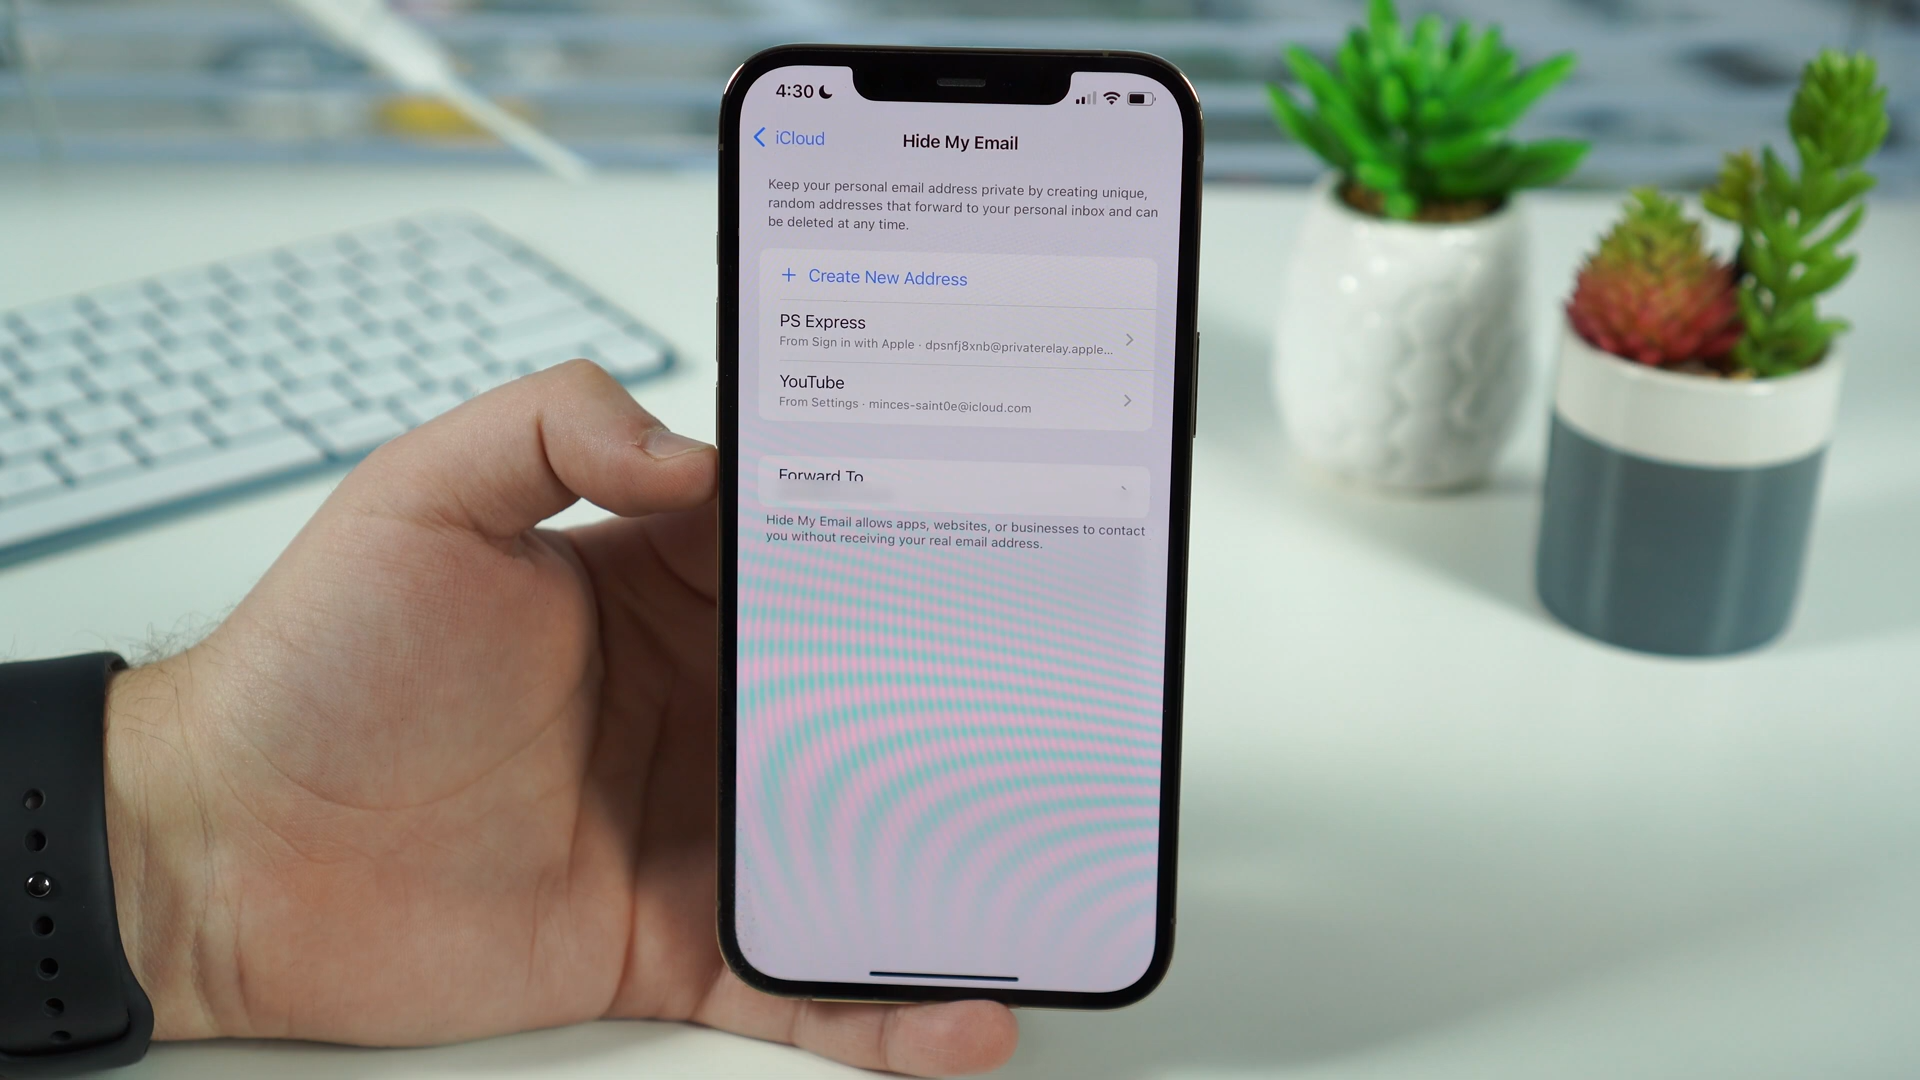 4:30
iCloud
Hide My Email
Keep your personal email address private by creating unique,
random addresses that forward to your personal inbox and can
be deleted at any time.
+ Create New Address
PS Express
From Sign in with Apple · dpsnfj8xnb@privaterelay.apple...
YouTube
From Settings · minces-saint0e@icloud.com
Forward To
Hide My Email allows apps, websites, or businesses to contact
you without receiving your real email address.